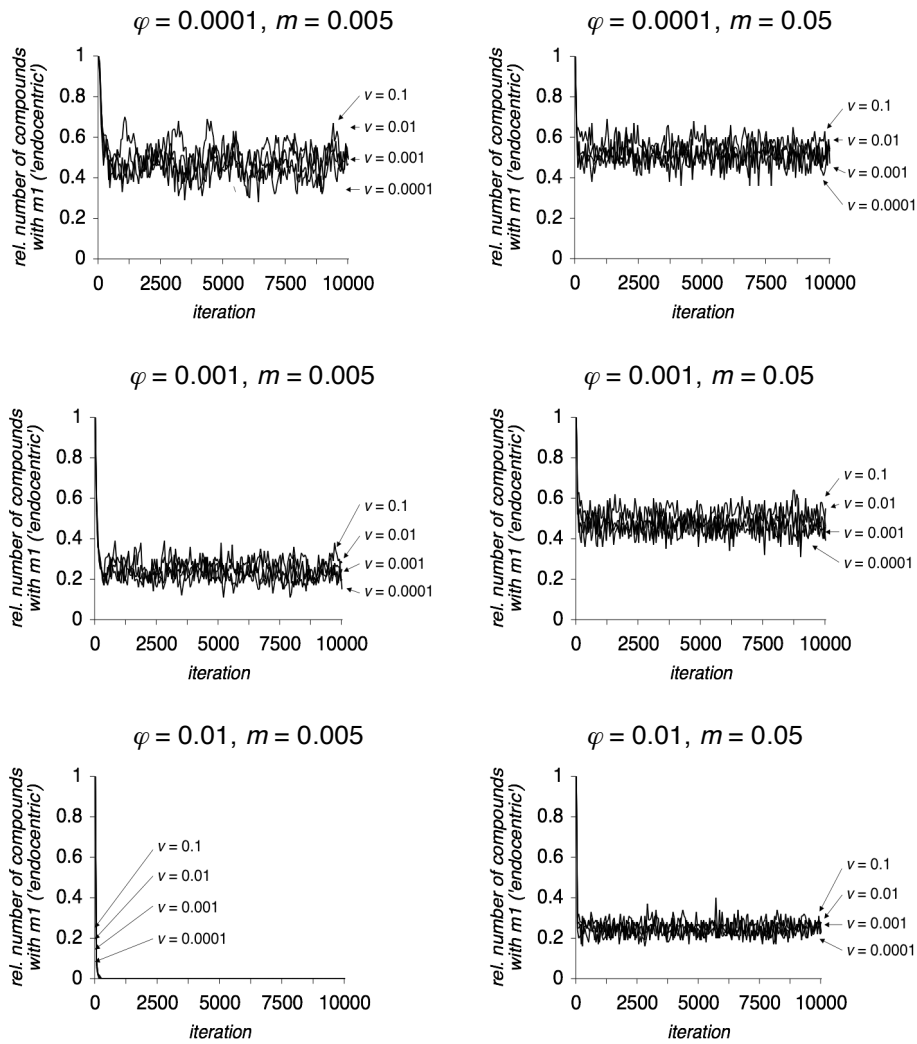 φ = 0.0001, m = 0.005
rel. number of compounds
with m1 ('endocentric')
1
0.8
0.6
0.4
0.2
0
v = 0.1
v = 0.01
v = 0.001
v = 0.0001
0 2500 5000 7500 10000
iteration
φ = 0.0001, m = 0.05
rel. number of compounds
with m1 ('endocentric')
1
0.8
0.6
0.4
0.2
0
v = 0.1
v = 0.01
v = 0.001
v = 0.0001
0 2500 5000 7500 10000
iteration
φ = 0.001, m = 0.005
rel. number of compounds
with m1 ('endocentric')
1
0.8
0.6
0.4
0.2
0
v = 0.1
v = 0.01
v = 0.001
v = 0.0001
0 2500 5000 7500 10000
iteration
φ = 0.001, m = 0.05
rel. number of compounds
with m1 ('endocentric')
1
0.8
0.6
0.4
0.2
0
v = 0.1
v = 0.01
v = 0.001
v = 0.0001
0 2500 5000 7500 10000
iteration
φ = 0.01, m = 0.005
rel. number of compounds
with m1 ('endocentric')
1
0.8
0.6
0.4
0.2
0
v = 0.1
v = 0.01
v = 0.001
v = 0.0001
0 2500 5000 7500 10000
iteration
φ = 0.01, m = 0.05
rel. number of compounds
with m1 ('endocentric')
1
0.8
0.6
0.4
0.2
0
v = 0.1
v = 0.01
v = 0.001
v = 0.0001
0 2500 5000 7500 10000
iteration